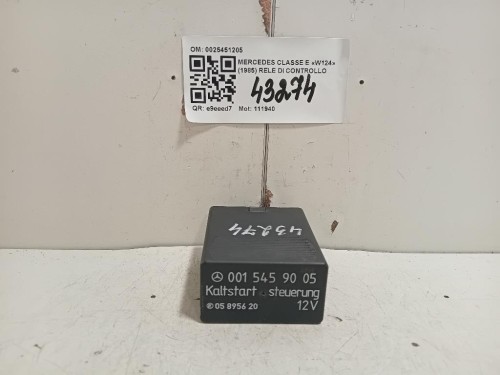 OM: 0025451205
MERCEDES CLASSE E «W124»
(1985) RELE DI CONTROLLO
43274
QR: e9eeed7 Mot: 111940
43274
001 545 90 05
Kaltstart steuerung
05 8956 20 12V